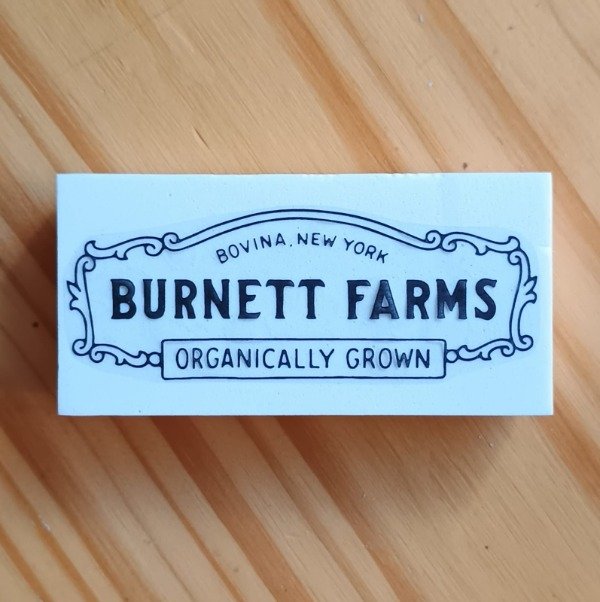 BOVINA, NEW YORK
BURNETT FARMS
ORGANICALLY GROWN